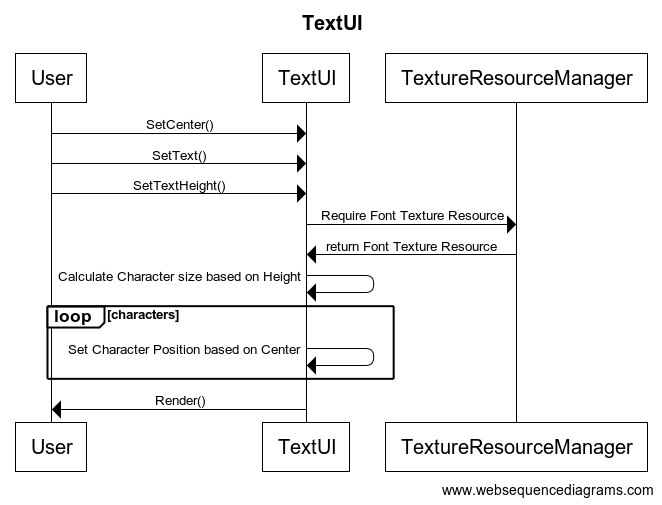 TextUI
User
TextUI
TextureResourceManager
SetCenter()
SetText()
SetTextHeight()
Require Font Texture Resource
return Font Texture Resource
Calculate Character size based on Height
loop [characters]
Set Character Position based on Center
Render()
User
TextUI
TextureResourceManager
www.websequencediagrams.com